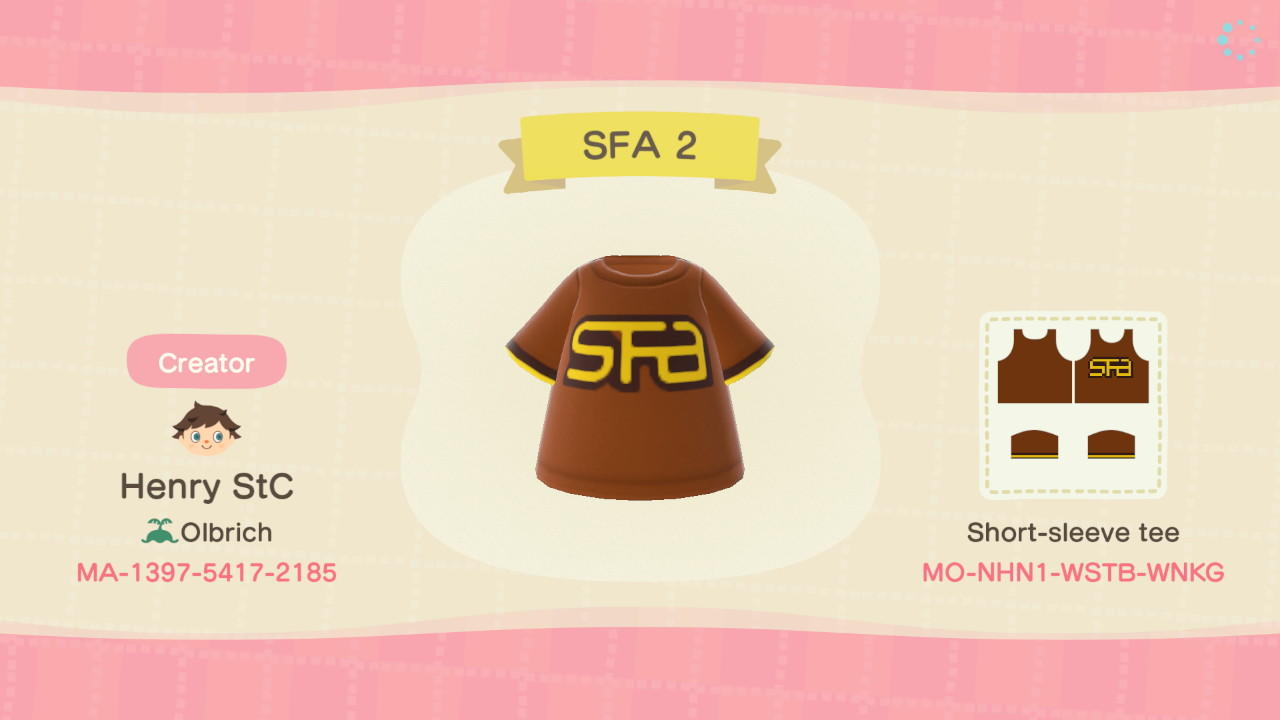 SFA 2
SFA
SFA
Creator
Henry StC
Olbrich
MA-1397-5417-2185
Short-sleeve tee
MO-NHN1-WSTB-WNKG